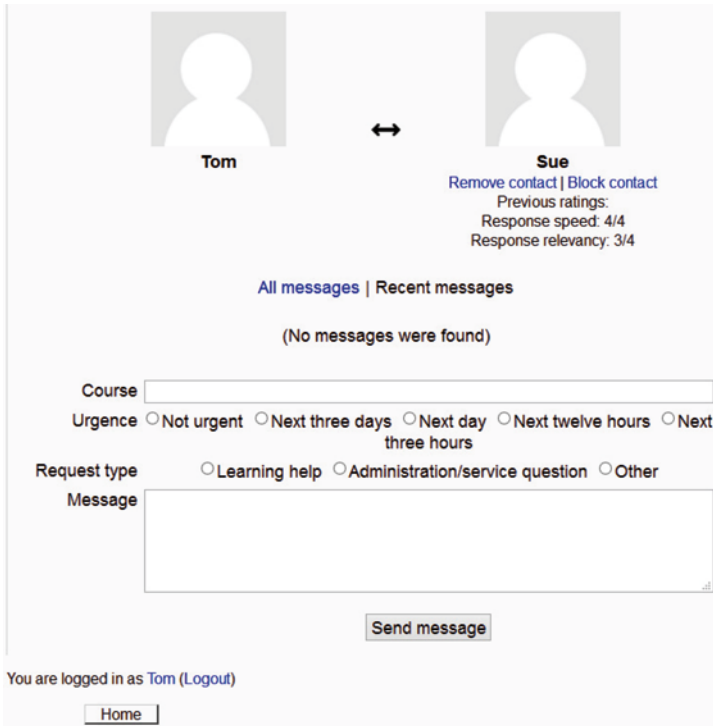 Tom
Sue
Remove contact | Block contact
Previous ratings:
Response speed: 4/4
Response relevancy: 3/4
All messages | Recent messages
(No messages were found)
Course
Urgence Not urgent Next three days Next day Next twelve hours Next
three hours
Request type Learning help Administration/service question Other
Message
Send message
You are logged in as Tom (Logout)
Home